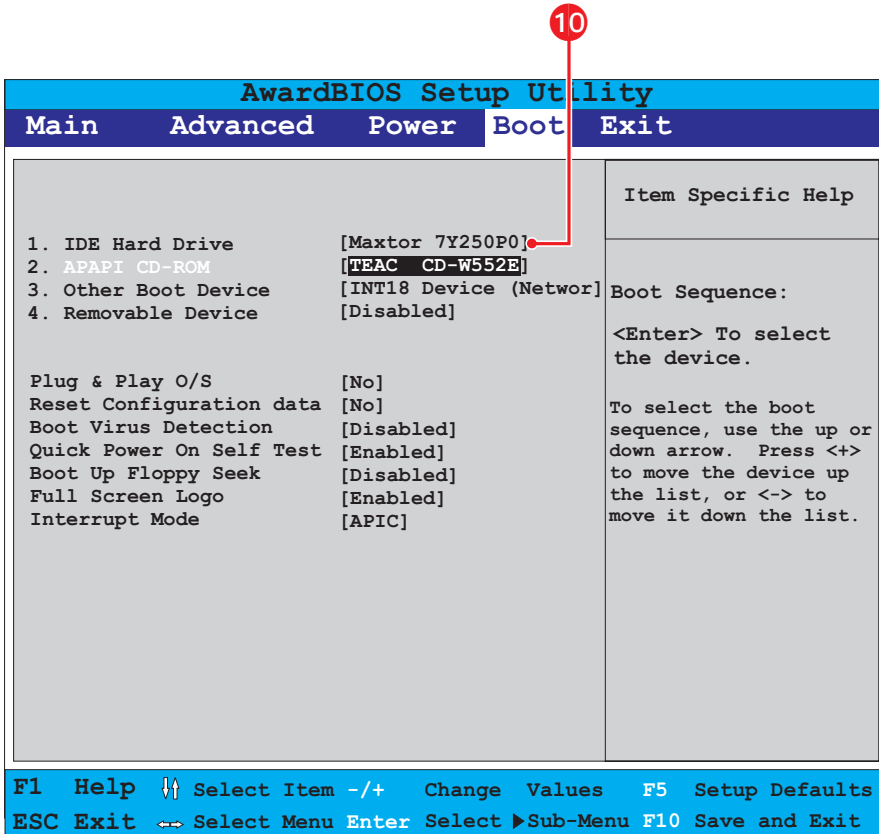 10
AwardBIOS Setup Utility
Main Advanced Power Boot Exit
Item Specific Help
1. IDE Hard Drive [Maxtor 7Y250P0]
2. APAPI CD-ROM [TEAC CD-W552E]
3. Other Boot Device [INT18 Device (Networ]
4. Removable Device [Disabled]
Plug & Play O/S [No]
Reset Configuration data [No]
Boot Virus Detection [Disabled]
Quick Power On Self Test [Enabled]
Boot Up Floppy Seek [Disabled]
Full Screen Logo [Enabled]
Interrupt Mode [APIC]
Boot Sequence:
<Enter> To select
the device.
To select the boot
sequence, use the up or
down arrow. Press <+>
to move the device up
the list, or <-> to
move it down the list.
F1 Help Select Item -/+ Change Values F5 Setup Defaults
ESC Exit Select Menu Enter Select Sub-Menu F10 Save and Exit